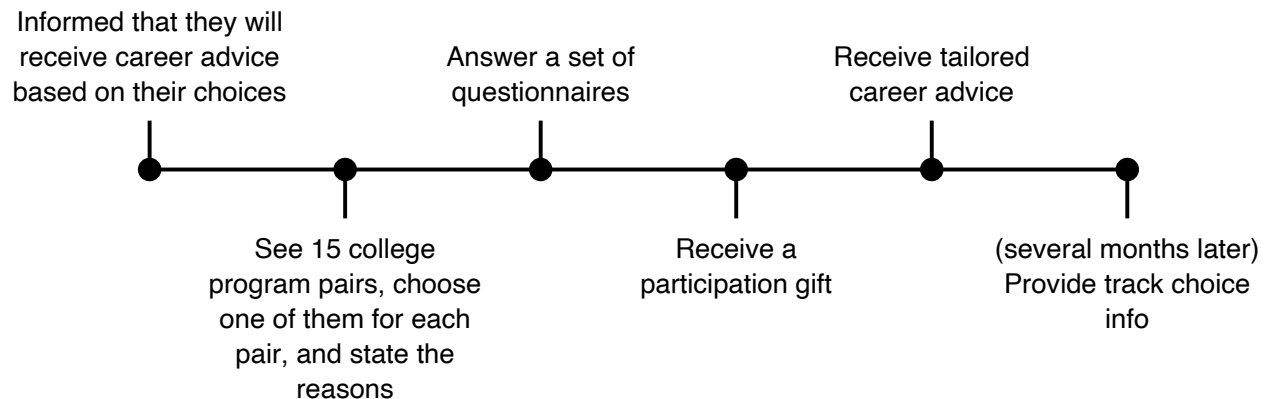 Informed that they will
receive career advice
based on their choices
See 15 college
program pairs, choose
one of them for each
pair, and state the
reasons
Answer a set of
questionnaires
Receive a
participation gift
Receive tailored
career advice
(several months later)
Provide track choice
info